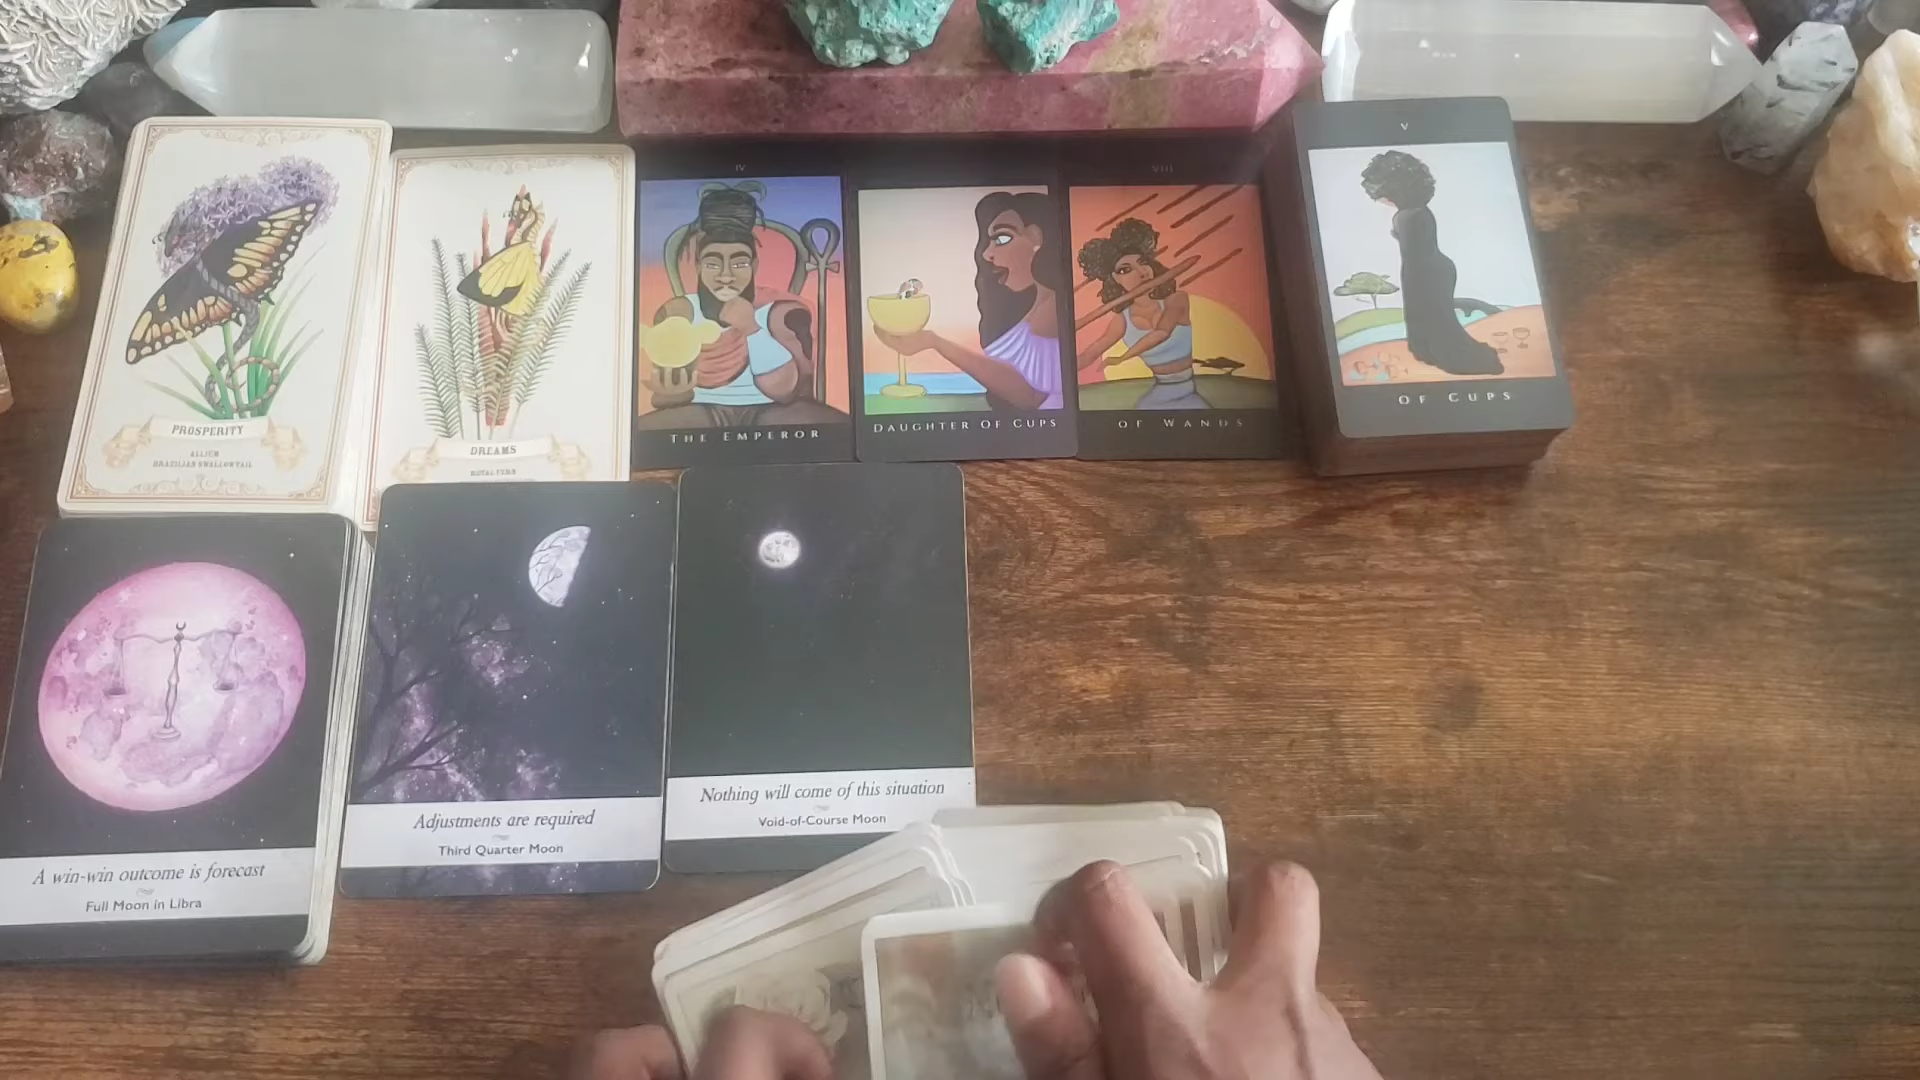 PROSPERITY
ALLIUM
BRAZILIAN SWALLOWTAIL
DREAMS
ROYAL FERN
IV
THE EMPEROR
DAUGHTER OF CUPS
VIII
OF WANDS
V
OF CUPS
A win-win outcome is forecast
Full Moon in Libra
Adjustments are required
Third Quarter Moon
Nothing will come of this situation
Void-of-Course Moon